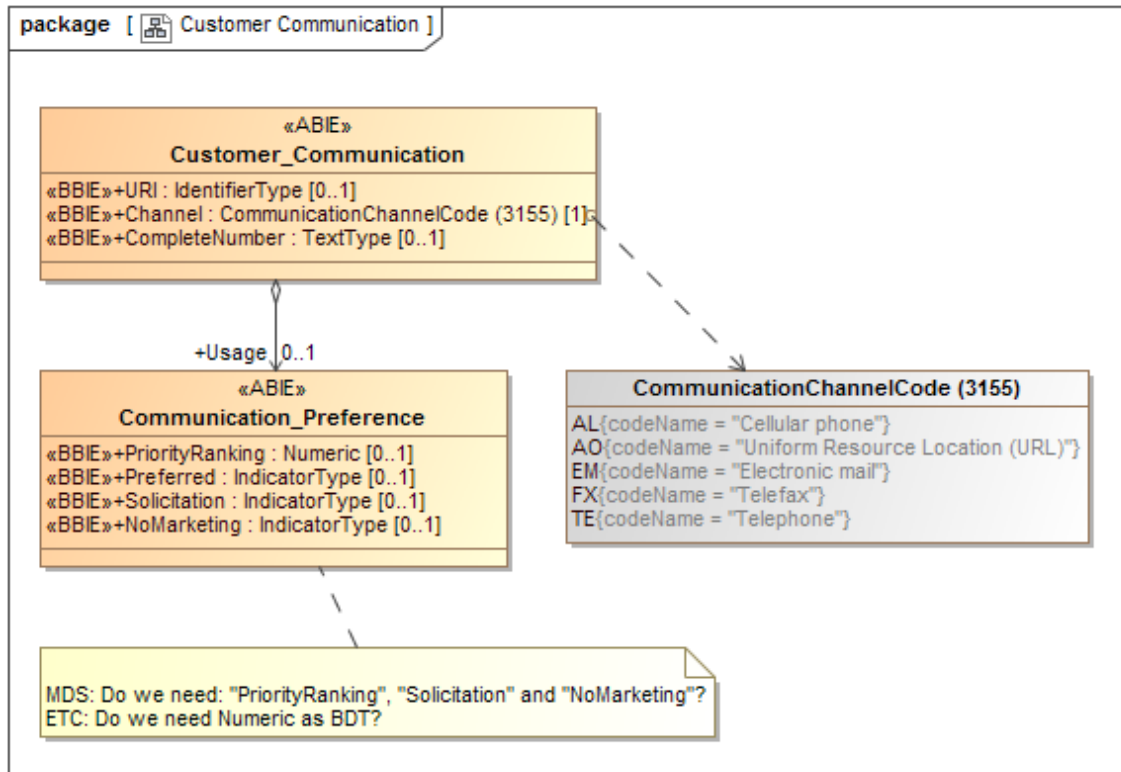 package [ Customer Communication ]
«ABIE»
Customer_Communication
«BBIE»+URI : IdentifierType [0..1]
«BBIE»+Channel : CommunicationChannelCode (3155) [1]
«BBIE»+CompleteNumber : TextType [0..1]
+Usage 0..1
«ABIE»
Communication_Preference
«BBIE»+PriorityRanking : Numeric [0..1]
«BBIE»+Preferred : IndicatorType [0..1]
«BBIE»+Solicitation : IndicatorType [0..1]
«BBIE»+NoMarketing : IndicatorType [0..1]
CommunicationChannelCode (3155)
AL{codeName = "Cellular phone"}
AO{codeName = "Uniform Resource Location (URL)"}
EM{codeName = "Electronic mail"}
FX{codeName = "Telefax"}
TE{codeName = "Telephone"}
MDS: Do we need: "PriorityRanking", "Solicitation" and "NoMarketing"?
ETC: Do we need Numeric as BDT?